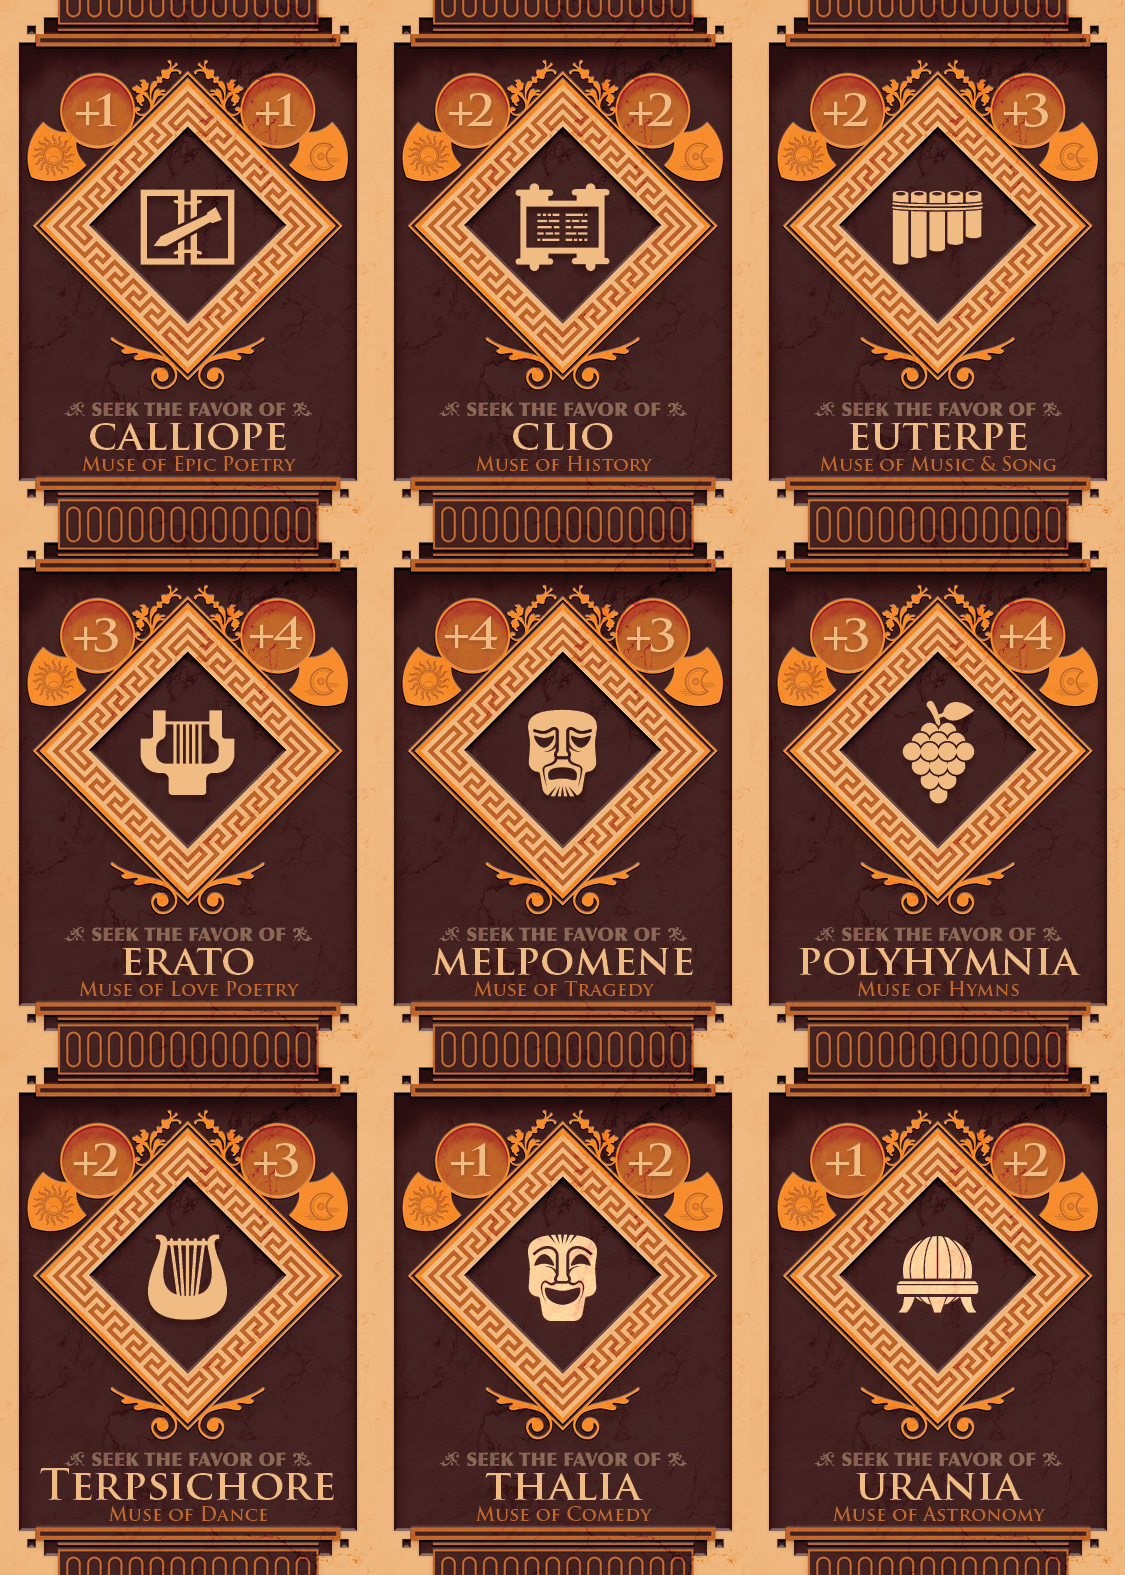 +1 +1
SEEK THE FAVOR OF
CALLIOPE
MUSE OF EPIC POETRY
+2 +2
SEEK THE FAVOR OF
CLIO
MUSE OF HISTORY
+2 +3
SEEK THE FAVOR OF
EUTERPE
MUSE OF MUSIC & SONG
+3 +4
SEEK THE FAVOR OF
ERATO
MUSE OF LOVE POETRY
+4 +3
SEEK THE FAVOR OF
MELPOMENE
MUSE OF TRAGEDY
+3 +4
SEEK THE FAVOR OF
POLYHYMNIA
MUSE OF HYMNS
+2 +3
SEEK THE FAVOR OF
TERPSICHORE
MUSE OF DANCE
+1 +2
SEEK THE FAVOR OF
THALIA
MUSE OF COMEDY
+1 +2
SEEK THE FAVOR OF
URANIA
MUSE OF ASTRONOMY